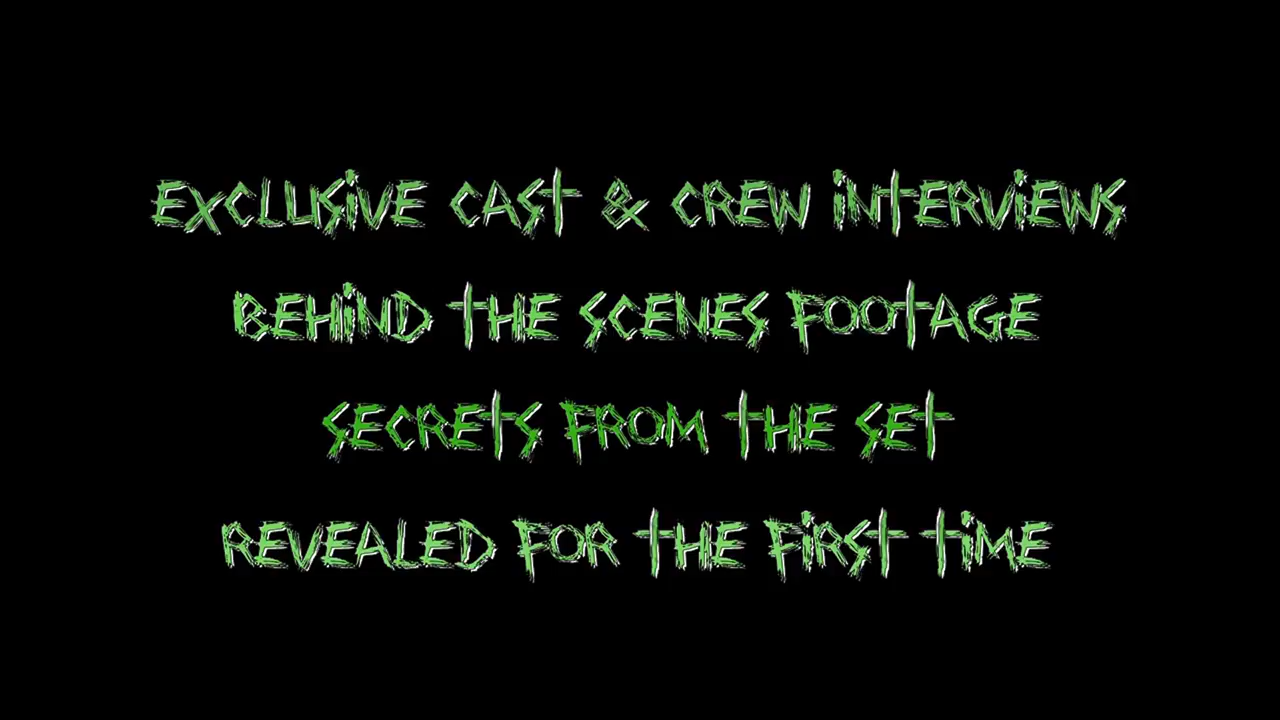 EXCLUSIVE CAST & CREW INTERVIEWS
BEHIND THE SCENES FOOTAGE
SECRETS FROM THE SET
REVEALED FOR THE FIRST TIME